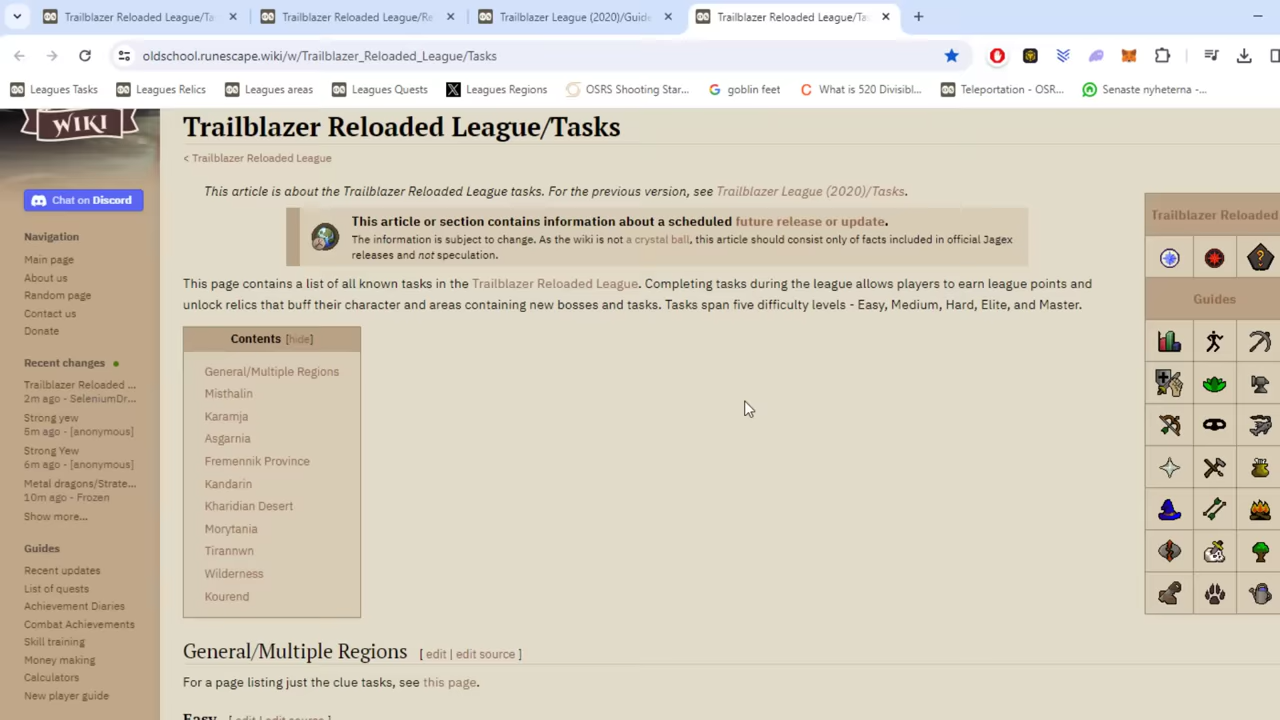 Trailblazer Reloaded League/Ta
Trailblazer Reloaded League/Re
Trailblazer League (2020)/Guide
Trailblazer Reloaded League/Ta
oldschool.runescape.wiki/w/Trailblazer_Reloaded_League/Tasks
Leagues Tasks
Leagues Relics
Leagues areas
Leagues Quests
Leagues Regions
OSRS Shooting Star...
goblin feet
What is 520 Divisibl...
Teleportation - OSR...
Senaste nyheterna -...
WIKI
Chat on Discord
Navigation
Main page
About us
Random page
Contact us
Donate
Recent changes
Trailblazer Reloaded ...
2m ago - SeleniumDr...
Strong yew
5m ago - [anonymous]
Strong Yew
6m ago - [anonymous]
Metal dragons/Strate...
10m ago - Frozen
Show more...
Guides
Recent updates
List of quests
Achievement Diaries
Combat Achievements
Skill training
Money making
Calculators
New player guide
Trailblazer Reloaded League/Tasks
< Trailblazer Reloaded League
This article is about the Trailblazer Reloaded League tasks. For the previous version, see Trailblazer League (2020)/Tasks.
This article or section contains information about a scheduled future release or update.
The information is subject to change. As the wiki is not a crystal ball, this article should consist only of facts included in official Jagex
releases and not speculation.
This page contains a list of all known tasks in the Trailblazer Reloaded League. Completing tasks during the league allows players to earn league points and
unlock relics that buff their character and areas containing new bosses and tasks. Tasks span five difficulty levels - Easy, Medium, Hard, Elite, and Master.
Contents [hide]
General/Multiple Regions
Misthalin
Karamja
Asgarnia
Fremennik Province
Kandarin
Kharidian Desert
Morytania
Tirannwn
Wilderness
Kourend
General/Multiple Regions [ edit | edit source ]
For a page listing just the clue tasks, see this page.
Easy [ edit | edit source ]
Trailblazer Reloaded
Guides